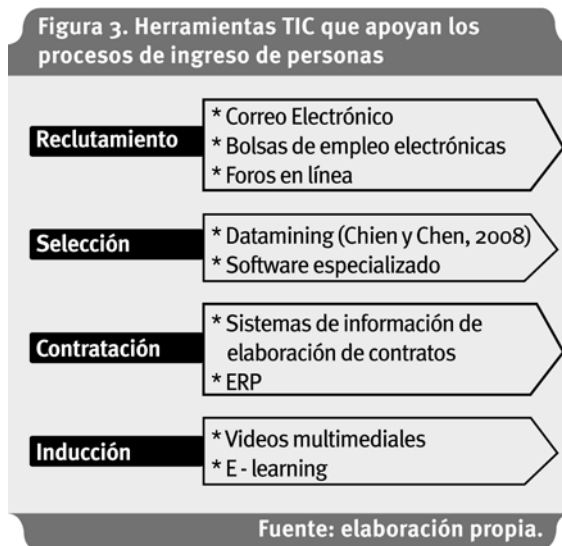 Figura 3. Herramientas TIC que apoyan los
procesos de ingreso de personas
Reclutamiento
* Correo Electrónico
* Bolsas de empleo electrónicas
* Foros en línea
Selección
* Datamining (Chien y Chen, 2008)
* Software especializado
Contratación
* Sistemas de información de
elaboración de contratos
* ERP
Inducción
* Videos multimediales
* E - learning
Fuente: elaboración propia.